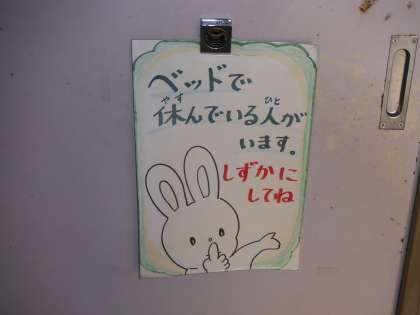 ベッドで
休んでいる人が
います。
しずかに
してね